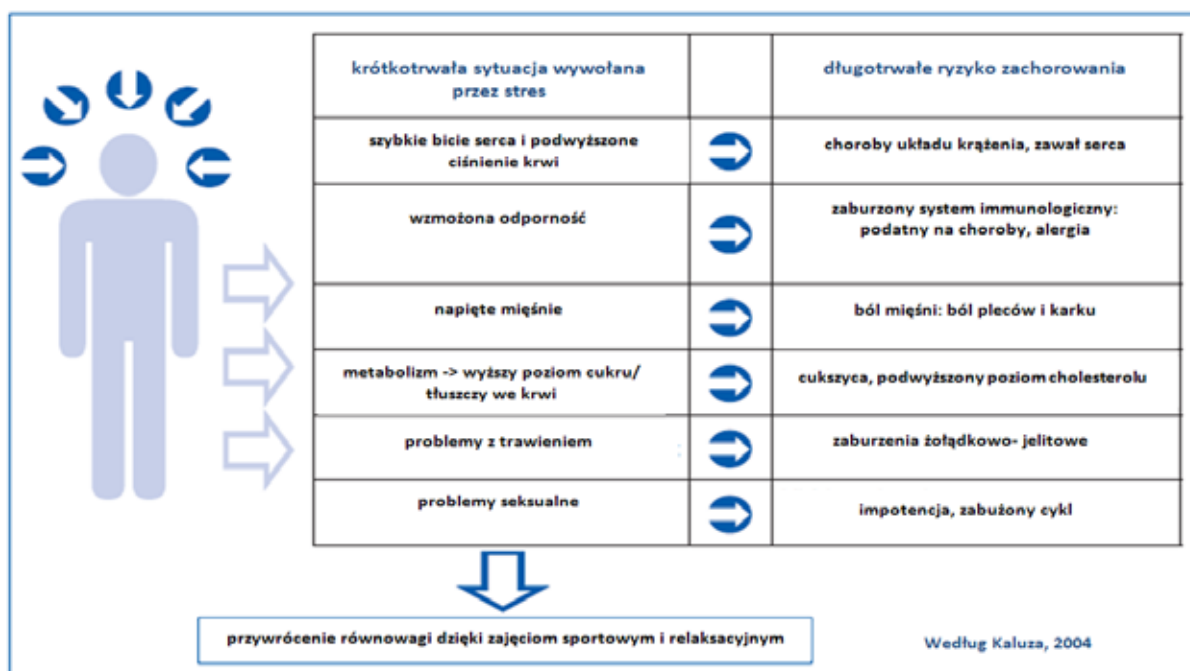 krótkotrwała sytuacja wywołana
przez stres
długotrwałe ryzyko zachorowania
szybkie bicie serca i podwyższone
ciśnienie krwi
choroby układu krążenia, zawał serca
wzmożona odporność
zaburzony system immunologiczny:
podatny na choroby, alergia
napięte mięśnie
ból mięśni: ból pleców i karku
metabolizm -> wyższy poziom cukru/
tłuszczy we krwi
cukszyca, podwyższony poziom cholesterolu
problemy z trawieniem
zaburzenia żołądkowo- jelitowe
problemy seksualne
impotencja, zabużony cykl
przywrócenie równowagi dzięki zajęciom sportowym i relaksacyjnym
Według Kaluza, 2004